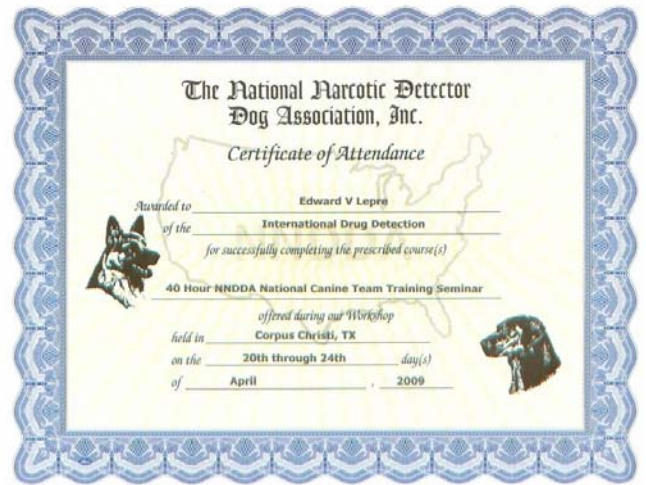 The National Narcotic Detector
Dog Association, Inc.
Certificate of Attendance
Awarded to Edward V Lepre
of the International Drug Detection
for successfully completing the prescribed course(s)
40 Hour NNDDA National Canine Team Training Seminar
offered during our Workshop
held in Corpus Christi, TX
on the 20th through 24th day(s)
of April , 2009